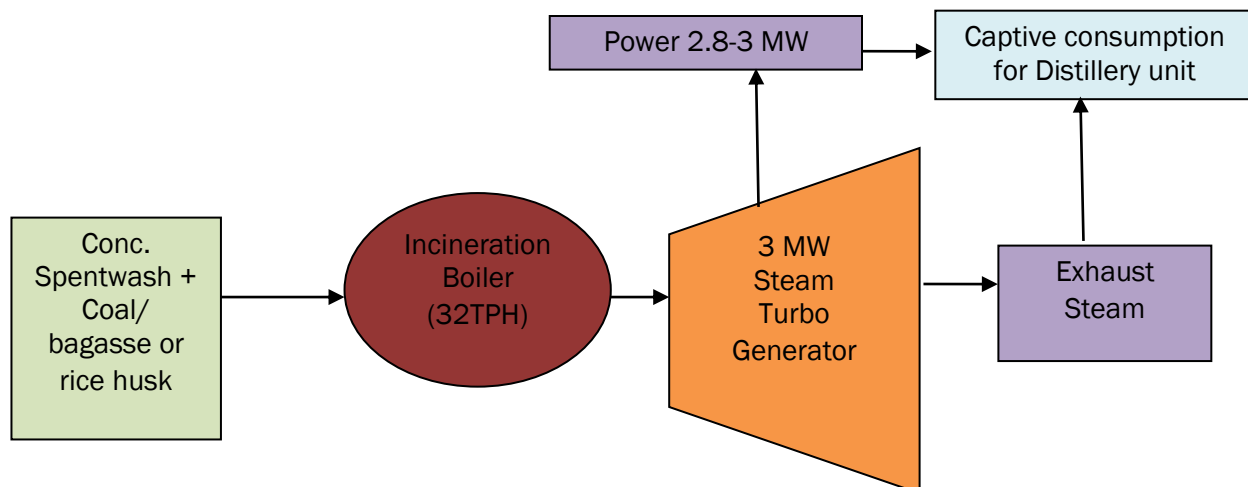 Power 2.8-3 MW
Captive consumption
for Distillery unit
Conc.
Spentwash +
Coal/
bagasse or
rice husk
Incineration
Boiler
(32TPH)
3 MW
Steam
Turbo
Generator
Exhaust
Steam